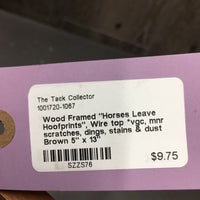 The Tack Collector
1001720-1067
Wood Framed "Horses Leave
Hoofprints", Wire top *vgc, mnr
scratches, dings, stains & dust
Brown 5" x 13"
$9.75
SZZS76